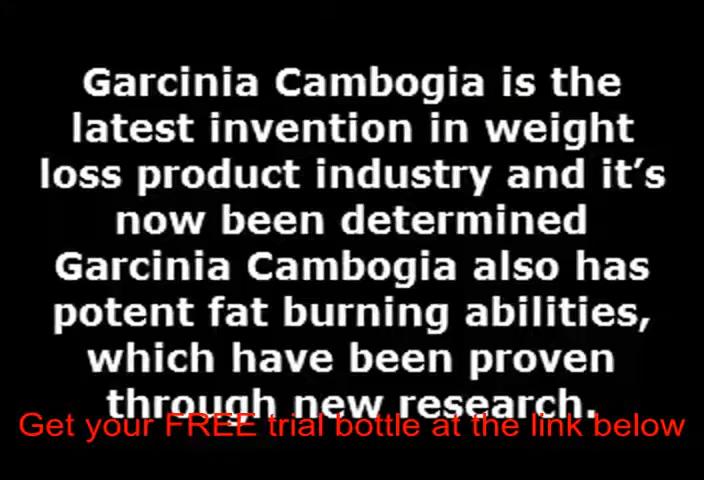 Garcinia Cambogia is the
latest invention in weight
loss product industry and it’s
now been determined
Garcinia Cambogia also has
potent fat burning abilities,
which have been proven
through new research.
Get your FREE trial bottle at the link below